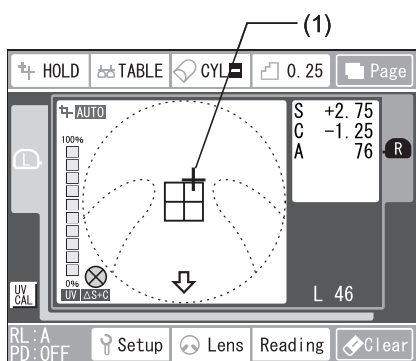 (1)
HOLD TABLE CYL 0.25 Page
AUTO
100%
0%
UV ΔS+C
S +2.75
C -1.25
A 76
L
R
L 46
UV
CAL
RL:A
PD:OFF
Setup Lens Reading Clear